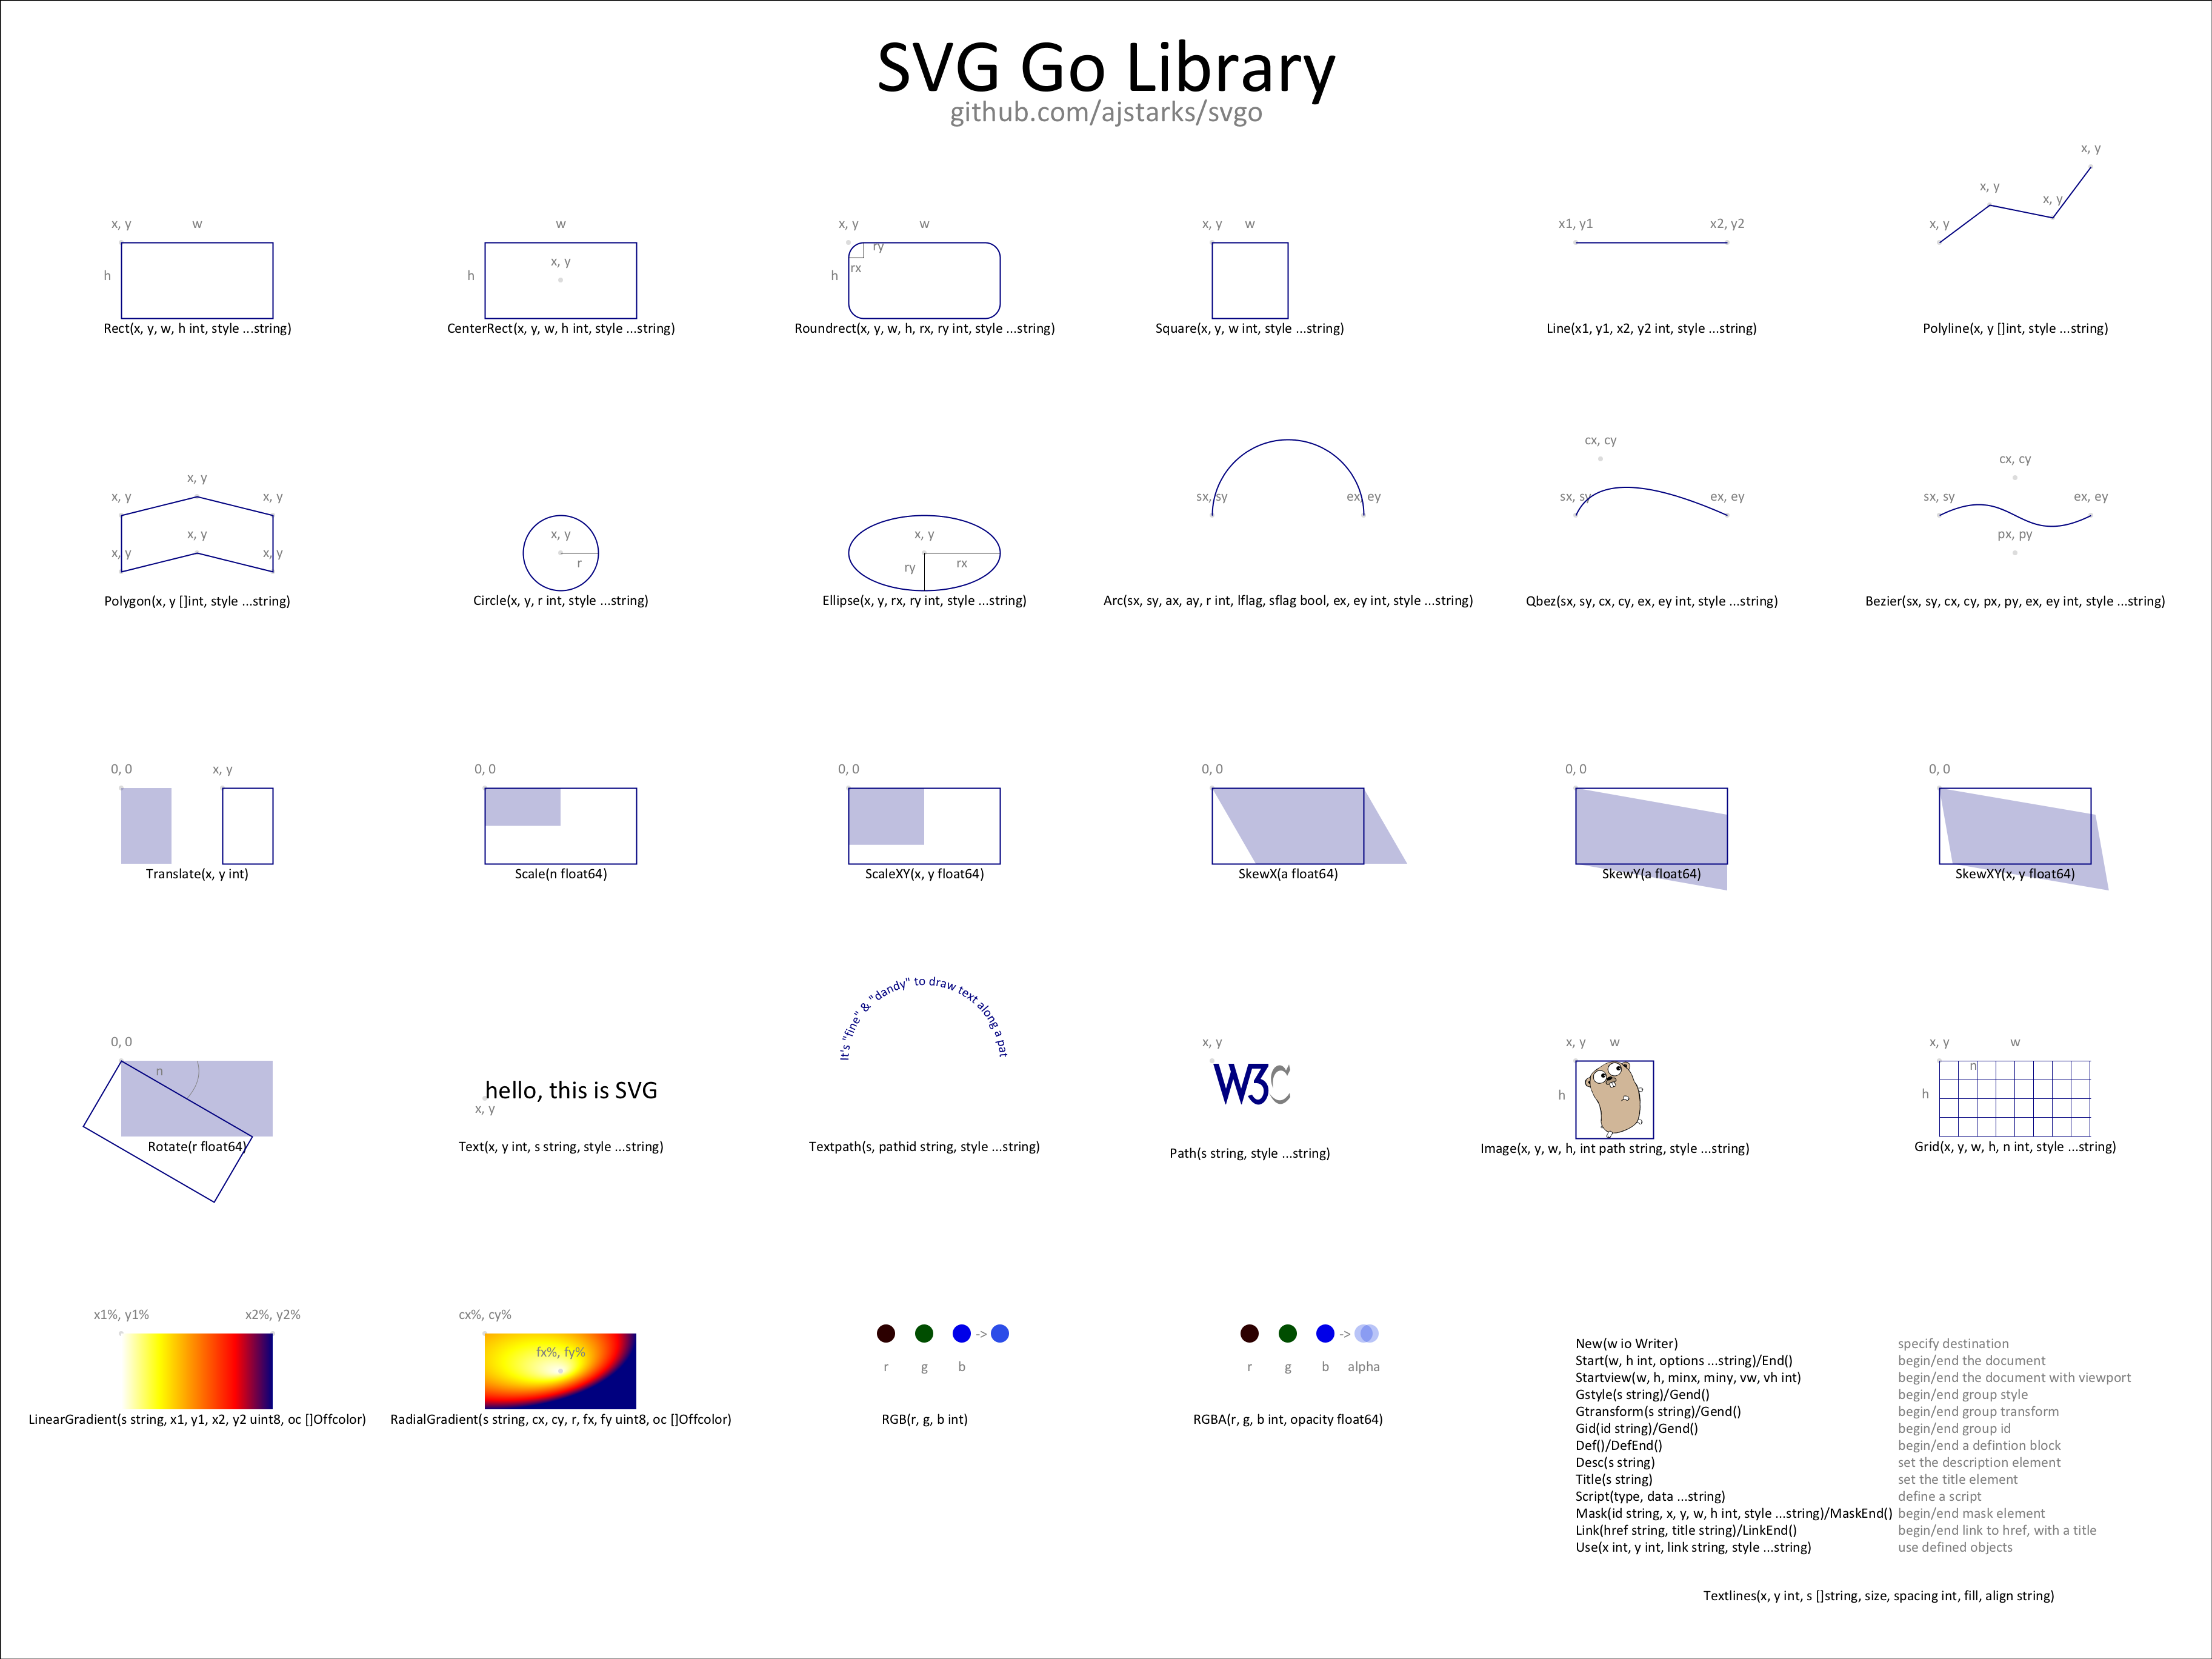 SVG Go Library
github.com/ajstarks/svgo
x, y
w
h
Rect(x, y, w, h int, style ...string)
w
x, y
h
CenterRect(x, y, w, h int, style ...string)
x, y
w
ry
rx
h
Roundrect(x, y, w, h, rx, ry int, style ...string)
x, y
w
Square(x, y, w int, style ...string)
x1, y1
x2, y2
Line(x1, y1, x2, y2 int, style ...string)
x, y
x, y
x, y
x, y
Polyline(x, y []int, style ...string)
x, y
x, y
x, y
x, y
x, y
x, y
Polygon(x, y []int, style ...string)
x, y
r
Circle(x, y, r int, style ...string)
x, y
ry
rx
Ellipse(x, y, rx, ry int, style ...string)
sx, sy
ex, ey
Arc(sx, sy, ax, ay, r int, lflag, sflag bool, ex, ey int, style ...string)
cx, cy
sx, sy
ex, ey
Qbez(sx, sy, cx, cy, ex, ey int, style ...string)
cx, cy
sx, sy
ex, ey
px, py
Bezier(sx, sy, cx, cy, px, py, ex, ey int, style ...string)
0, 0
x, y
Translate(x, y int)
0, 0
Scale(n float64)
0, 0
ScaleXY(x, y float64)
0, 0
SkewX(a float64)
0, 0
SkewY(a float64)
0, 0
SkewXY(x, y float64)
0, 0
n
Rotate(r float64)
hello, this is SVG
x, y
Text(x, y int, s string, style ...string)
It's "fine" & "dandy" to draw text along a pat
Textpath(s, pathid string, style ...string)
x, y
W3C
Path(s string, style ...string)
x, y
w
h
Image(x, y, w, h, int path string, style ...string)
x, y
w
n
h
Grid(x, y, w, h, n int, style ...string)
x1%, y1%
x2%, y2%
LinearGradient(s string, x1, y1, x2, y2 uint8, oc []Offcolor)
cx%, cy%
fx%, fy%
RadialGradient(s string, cx, cy, r, fx, fy uint8, oc []Offcolor)
->
r g b
RGB(r, g, b int)
->
r g b alpha
RGBA(r, g, b int, opacity float64)
New(w io Writer) specify destination
Start(w, h int, options ...string)/End() begin/end the document
Startview(w, h, minx, miny, vw, vh int) begin/end the document with viewport
Gstyle(s string)/Gend() begin/end group style
Gtransform(s string)/Gend() begin/end group transform
Gid(id string)/Gend() begin/end group id
Def()/DefEnd() begin/end a defintion block
Desc(s string) set the description element
Title(s string) set the title element
Script(type, data ...string) define a script
Mask(id string, x, y, w, h int, style ...string)/MaskEnd() begin/end mask element
Link(href string, title string)/LinkEnd() begin/end link to href, with a title
Use(x int, y int, link string, style ...string) use defined objects
Textlines(x, y int, s []string, size, spacing int, fill, align string)